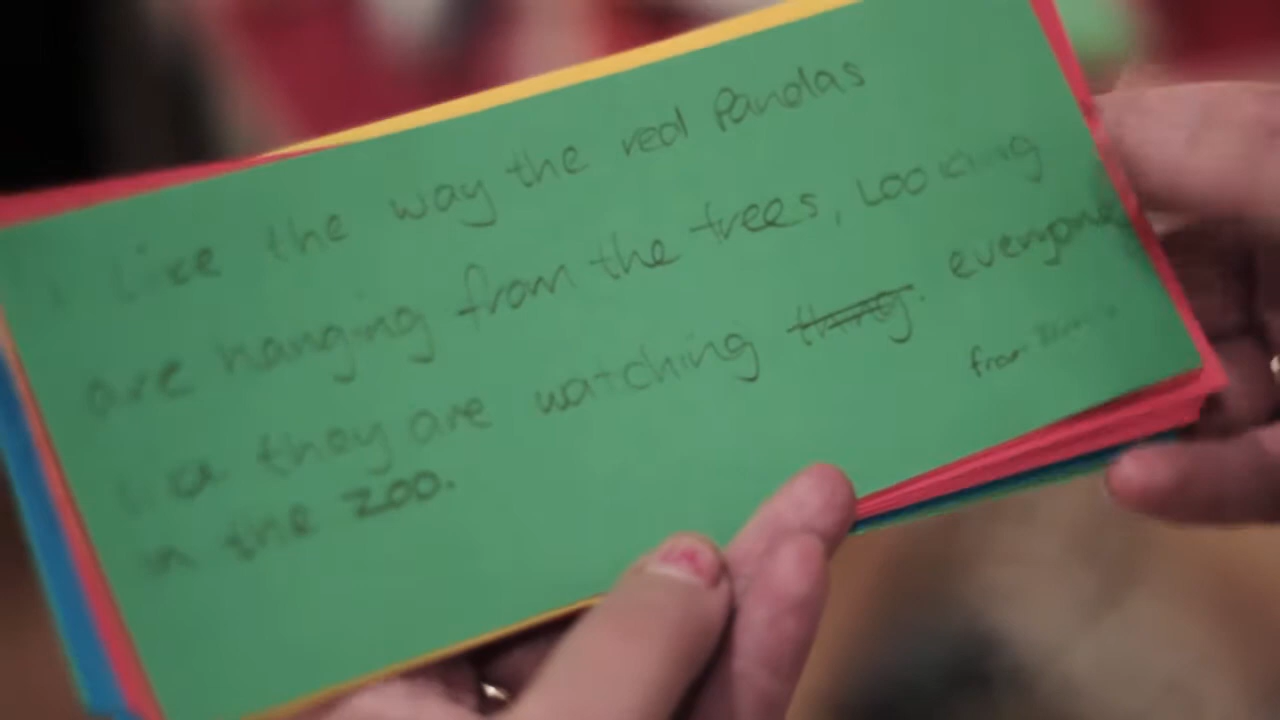 I like the way the red Pandas
are hanging from the trees, Looking
like they are watching thing. everyone
in the zoo.
from